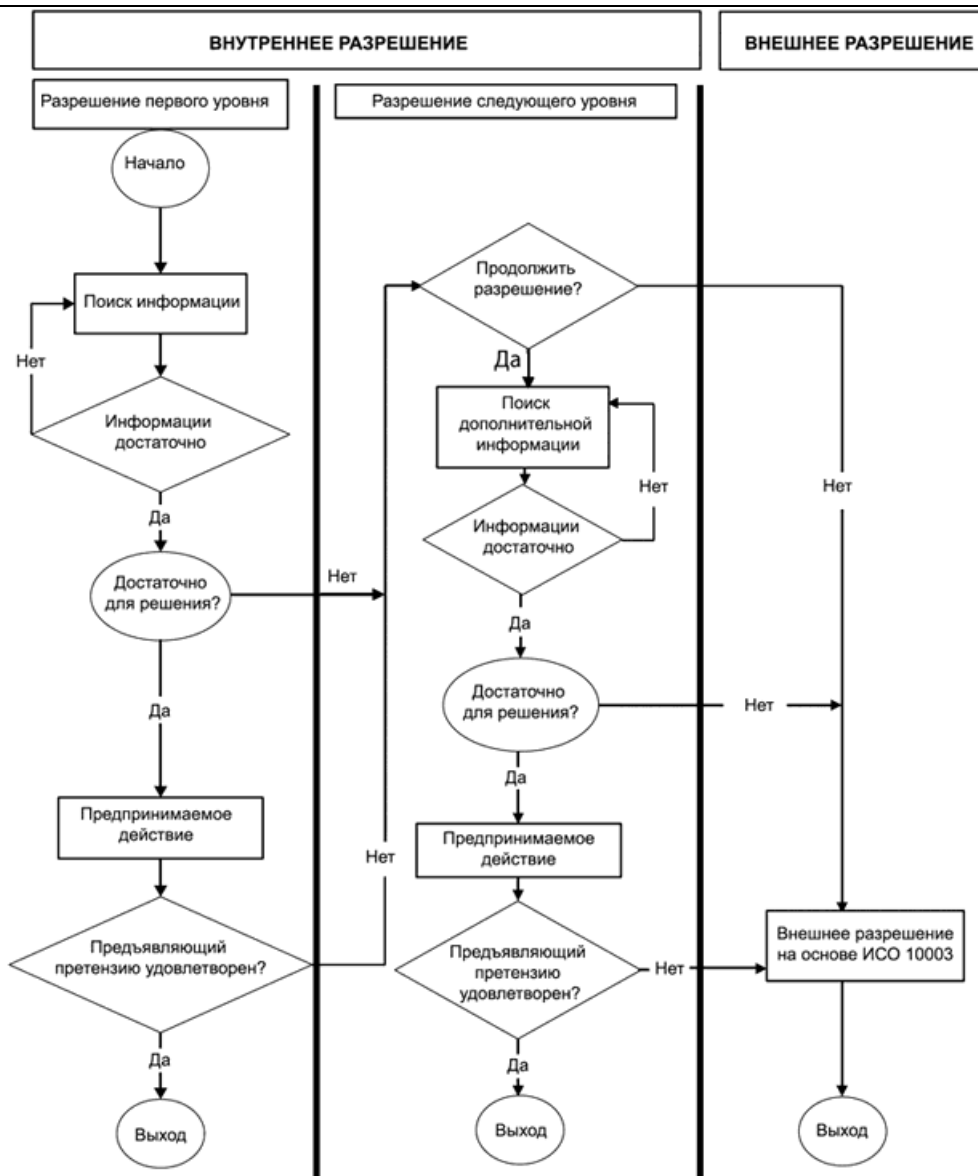 ВНУТРЕННЕЕ РАЗРЕШЕНИЕ
ВНЕШНЕЕ РАЗРЕШЕНИЕ
Разрешение первого уровня
Разрешение следующего уровня
Начало
Поиск информации
Нет
Информации
достаточно
Да
Достаточно
для решения?
Нет
Да
Предпринимаемое
действие
Нет
Предъявляющий
претензию удовлетворен?
Да
Выход
Продолжить
разрешение?
Да
Поиск
дополнительной
информации
Нет
Информации
достаточно
Да
Достаточно
для решения?
Нет
Да
Предпринимаемое
действие
Предъявляющий
претензию
удовлетворен?
Нет
Да
Выход
Нет
Внешнее разрешение
на основе ИСО 10003
Выход